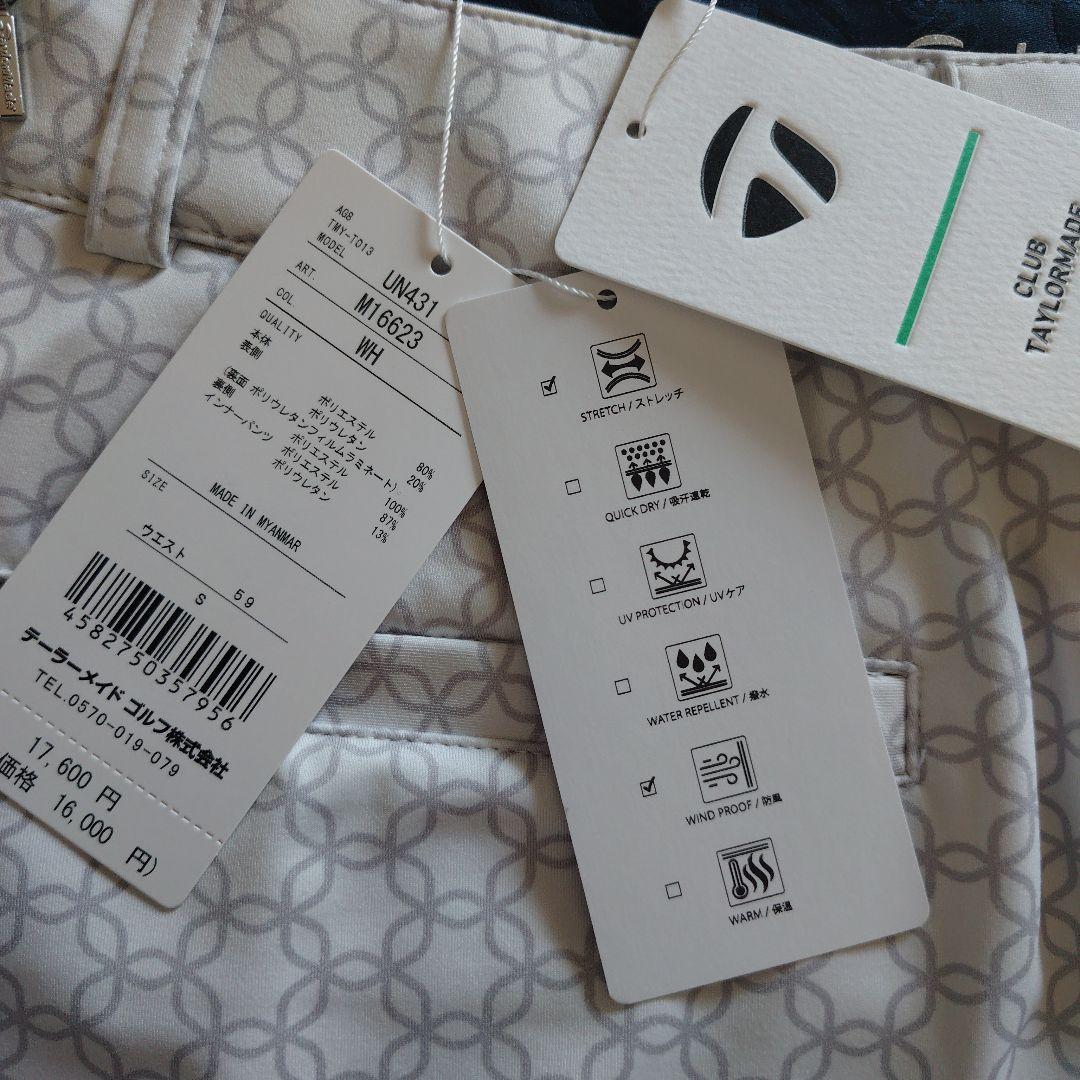 TaylorMade
AG8
TMY-T013
MODEL UN431
ART. M16623
COL WH
QUALITY
本体
表側 ポリエステル 80%
ポリウレタン 20%
(裏面 ポリウレタンフィルムラミネート)
裏側 ポリエステル 100%
インナーパンツ ポリエステル 87%
ポリウレタン 13%
MADE IN MYANMAR
SIZE
ウエスト 59
S
4582750357956
テーラーメイド ゴルフ株式会社
TEL.0570-019-079
17,600 円
価格 16,000 円)
STRETCH / ストレッチ
QUICK DRY / 吸汗速乾
UV PROTECTION / UVケア
WATER REPELLENT / 撥水
WIND PROOF / 防風
WARM / 保温
CLUB
TAYLORMADE